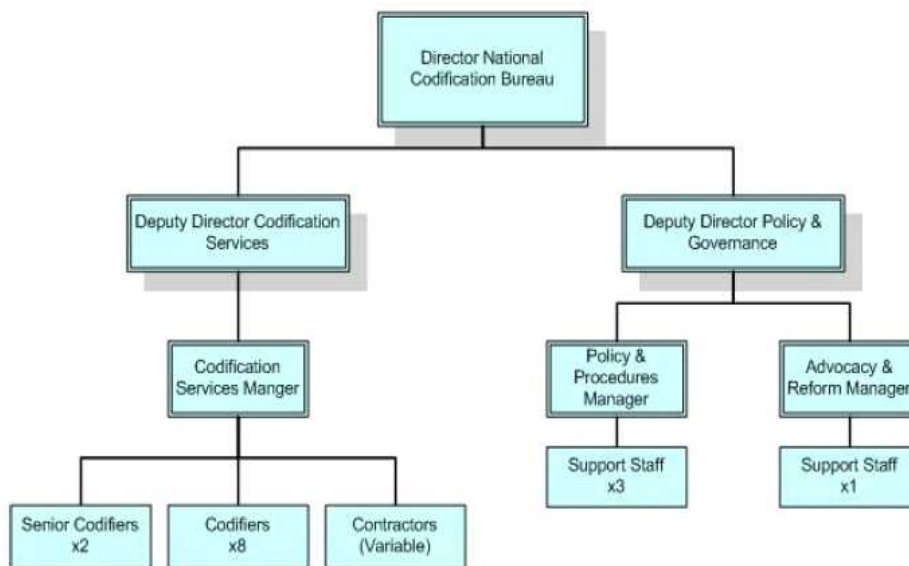 Director National
Codification Bureau
Deputy Director Codification
Services
Deputy Director Policy &
Governance
Codification
Services Manger
Policy &
Procedures
Manager
Advocacy &
Reform Manager
Support Staff
x3
Support Staff
x1
Senior Codifiers
x2
Codifiers
x8
Contractors
(Variable)